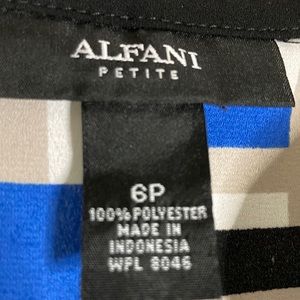 ALFANI
PETITE
6P
100% POLYESTER
MADE IN
INDONESIA
WPL 8046